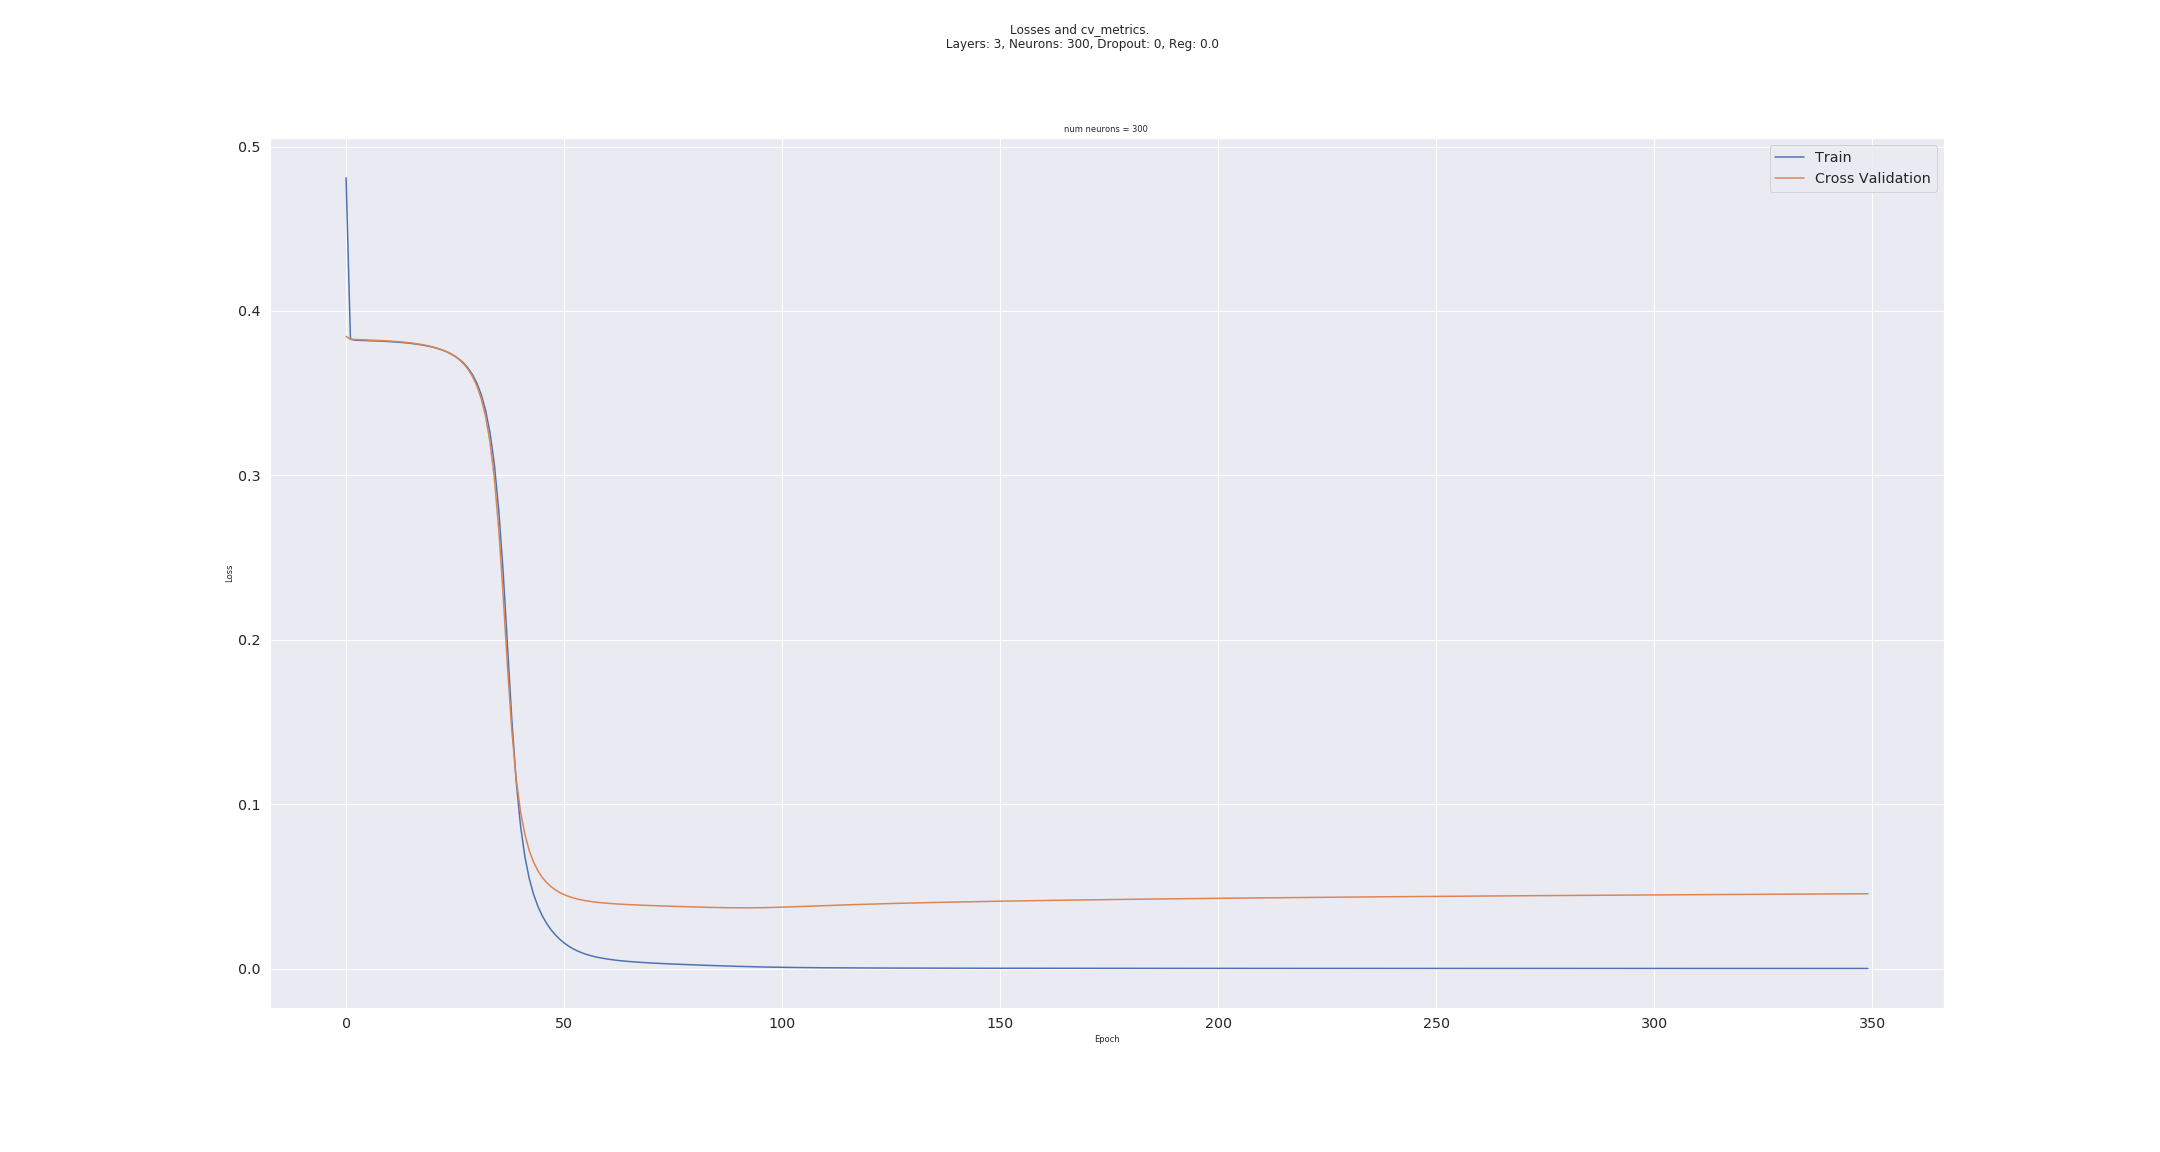 Losses and cv_metrics.
Layers: 3, Neurons: 300, Dropout: 0, Reg: 0.0
num neurons = 300
Train
Cross Validation
0.5
0.4
0.3
0.2
0.1
0.0
Loss
0 50 100 150 200 250 300 350
Epoch